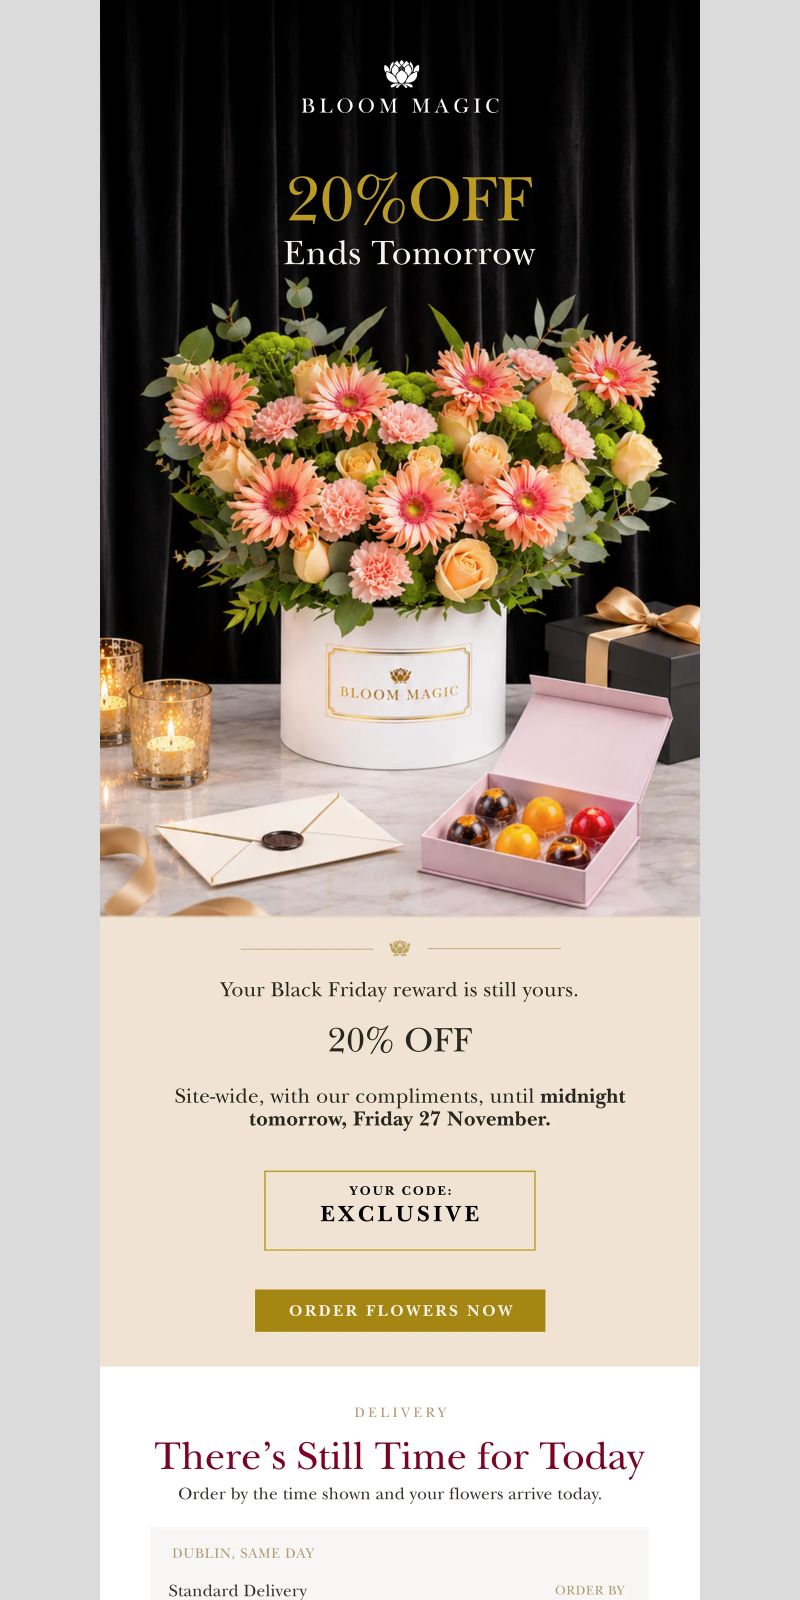 BLOOM MAGIC
20%OFF
Ends Tomorrow
BLOOM MAGIC
Your Black Friday reward is still yours.
20% OFF
Site-wide, with our compliments, until midnight
tomorrow, Friday 27 November.
YOUR CODE:
EXCLUSIVE
ORDER FLOWERS NOW
DELIVERY
There’s Still Time for Today
Order by the time shown and your flowers arrive today.
DUBLIN, SAME DAY
Standard Delivery
ORDER BY